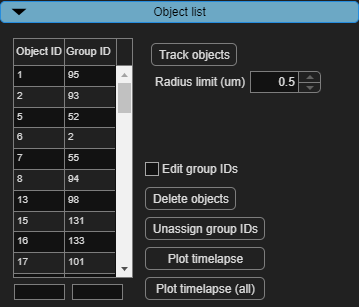 Object list
Object ID Group ID
1 95
2 93
5 52
6 2
7 55
8 94
13 98
15 131
16 133
17 101
Track objects
Radius limit (um) 0.5
Edit group IDs
Delete objects
Unassign group IDs
Plot timelapse
Plot timelapse (all)